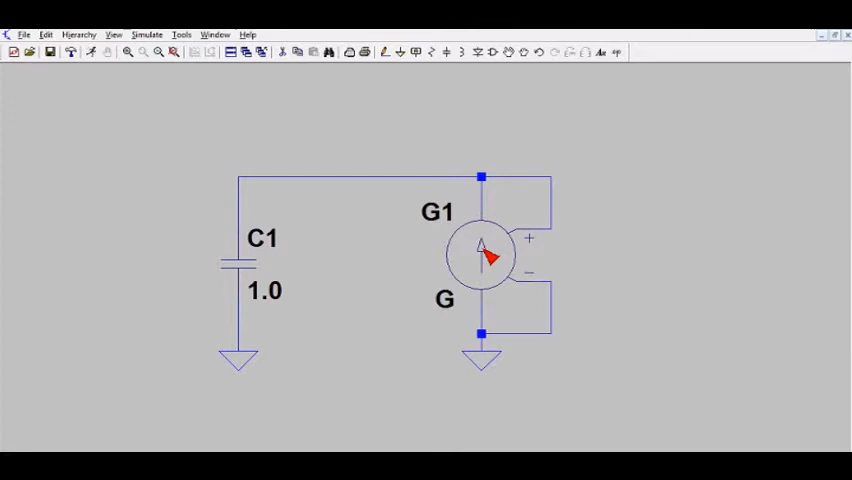 File Edit Hierarchy View Simulate Tools Window Help
G1
C1
+
−
1.0
G